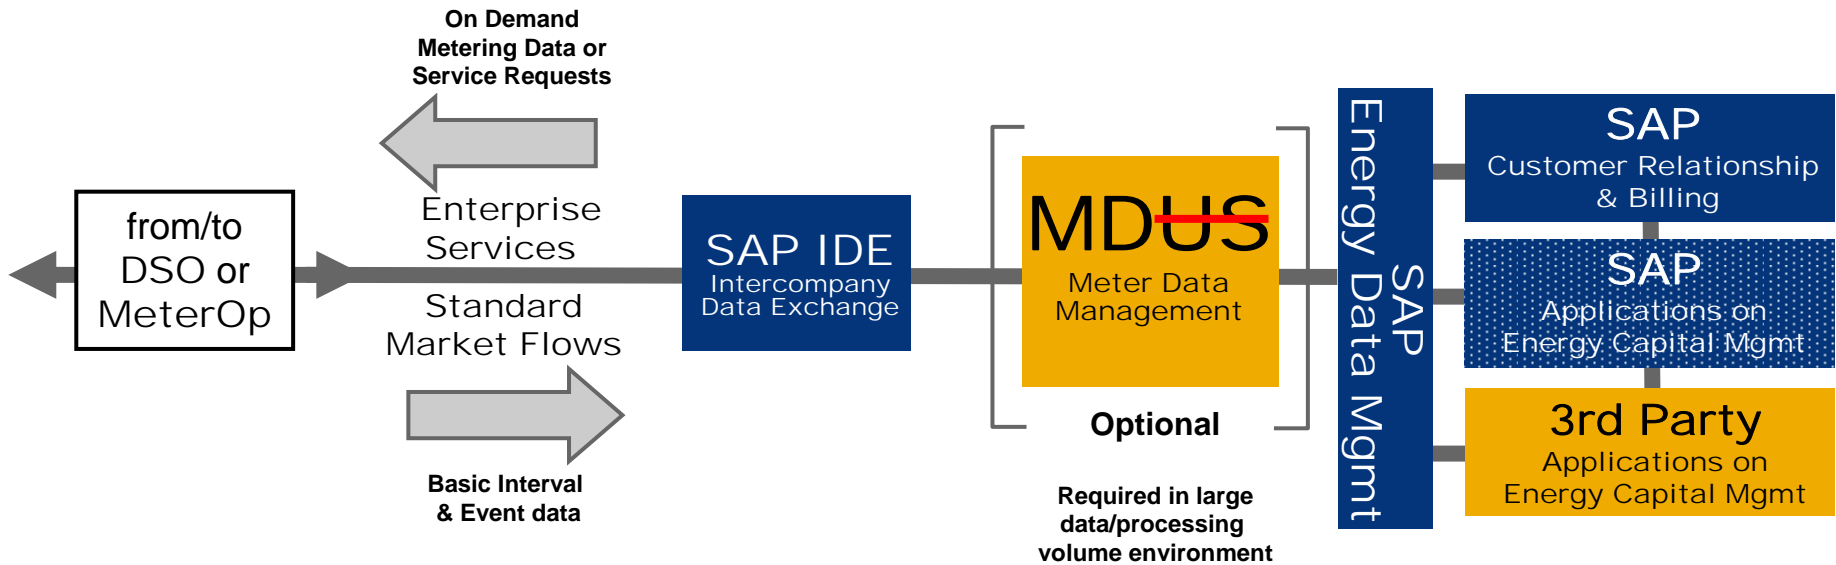 On Demand
Metering Data or
Service Requests
from/to
DSO or
MeterOp
Enterprise
Services
Standard
Market Flows
Basic Interval
& Event data
SAP IDE
Intercompany
Data Exchange
MDUS
Meter Data
Management
Optional
Required in large
data/processing
volume environment
SAP
Energy Data Mgmt
SAP
Customer Relationship
& Billing
SAP
Applications on
Energy Capital Mgmt
3rd Party
Applications on
Energy Capital Mgmt